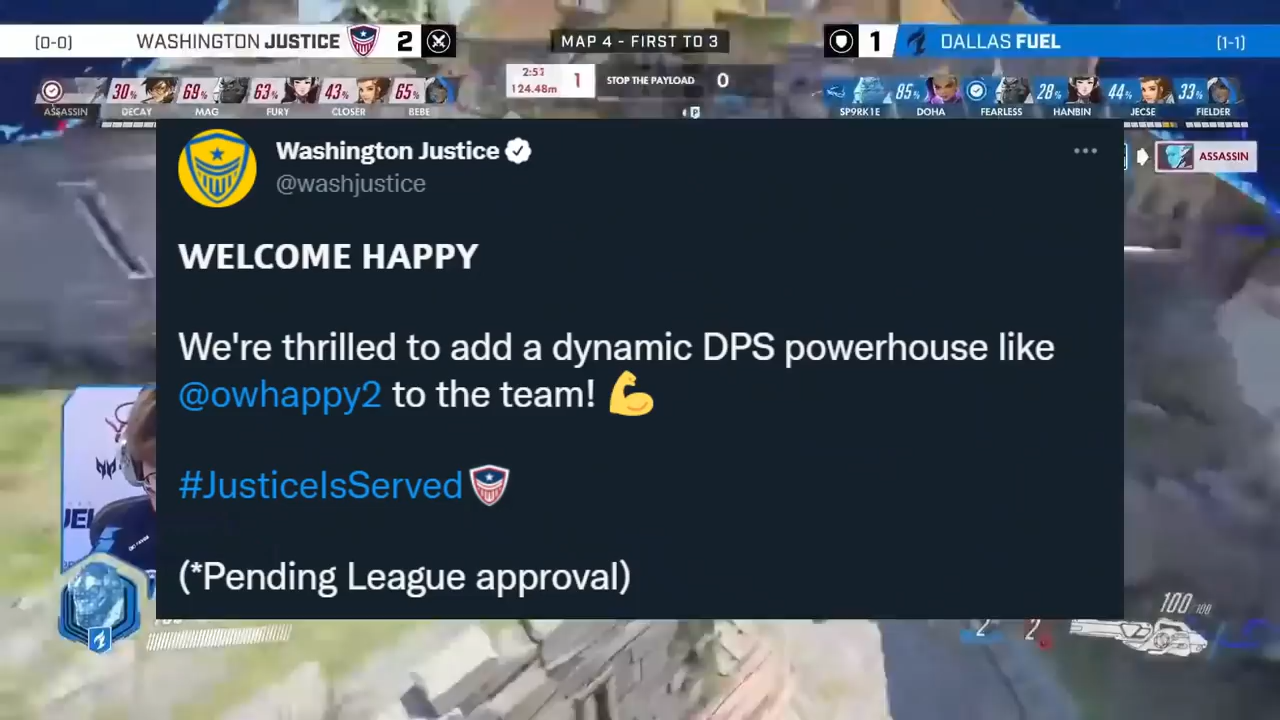 [0-0] WASHINGTON JUSTICE 2 MAP 4 - FIRST TO 3 1 DALLAS FUEL [1-1]
2:51 124.48m 1 STOP THE PAYLOAD 0
30% 69% 63% 43% 65% 85% 28% 44% 33%
ASSASSIN DECAY MAG FURY CLOSER BEBE SP9RK1E DOHA FEARLESS HANBIN JECSE FIELDER
P
ASSASSIN
Washington Justice
@washjustice
WELCOME HAPPY
We're thrilled to add a dynamic DPS powerhouse like
@owhappy2 to the team! 💪
#JusticeIsServed
(*Pending League approval)
100/100